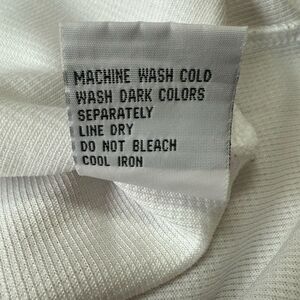 MACHINE WASH COLD
WASH DARK COLORS
SEPARATELY
LINE DRY
DO NOT BLEACH
COOL IRON